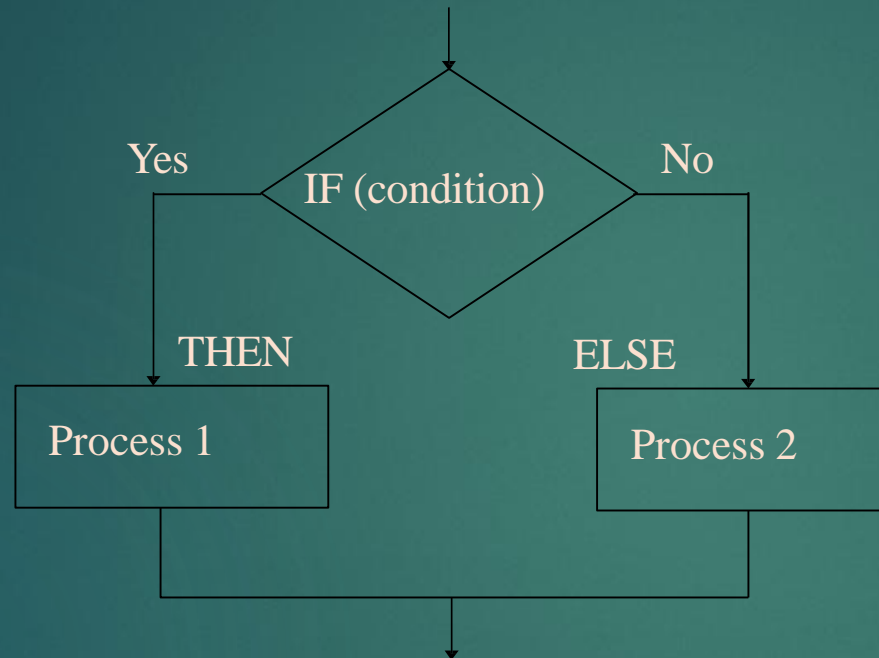 Yes
No
IF (condition)
THEN
ELSE
Process 1
Process 2